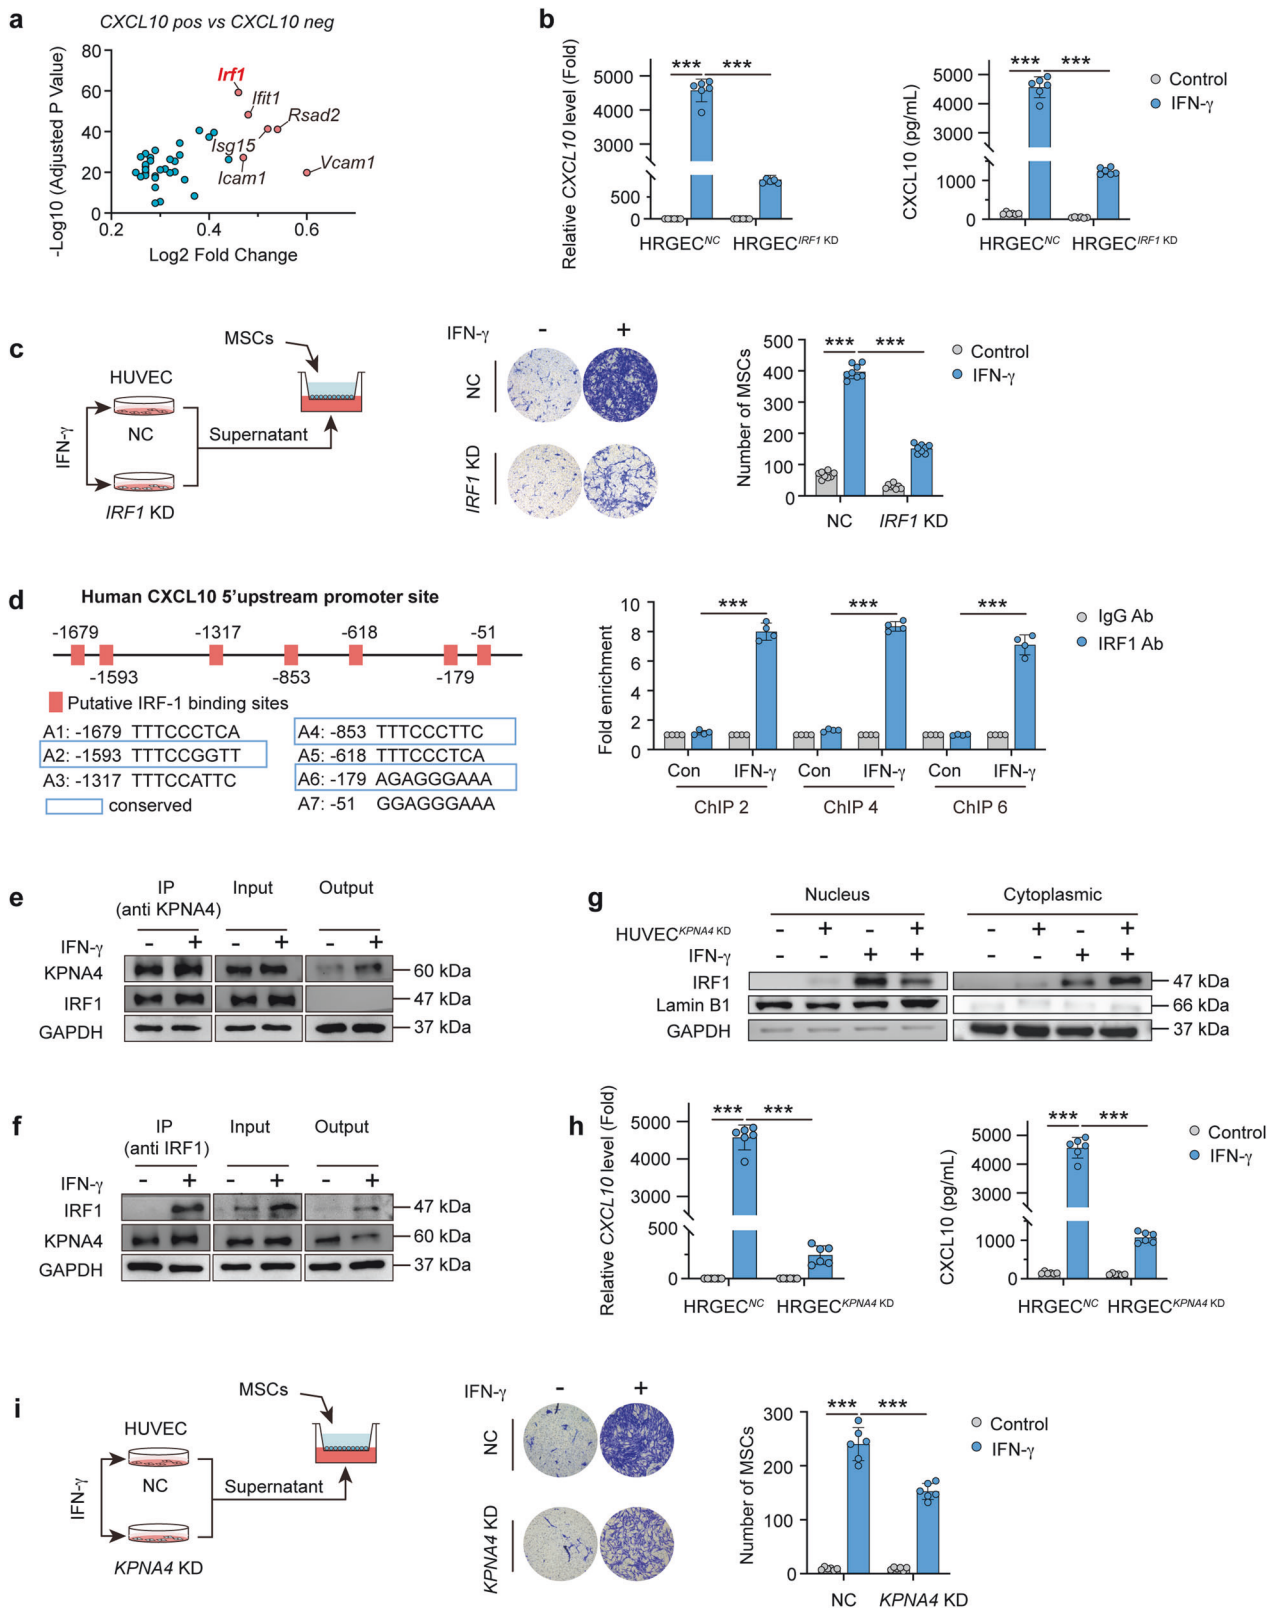 a
CXCL10 pos vs CXCL10 neg
-Log10 (Adjusted P Value)
80
60
40
20
0
Irf1
Ifit1
Rsad2
Isg15
Icam1
Vcam1
0.2 0.4 0.6
Log2 Fold Change
b
Relative CXCL10 level (Fold)
*** ***
5000
4000
3000
500
0
HRGEC^NC HRGEC^IRF1 KD
CXCL10 (pg/mL)
*** ***
5000
4000
3000
1000
0
HRGEC^NC HRGEC^IRF1 KD
Control
IFN-γ
c
MSCs
HUVEC
IFN-γ
NC
Supernatant
IRF1 KD
IFN-γ - +
NC
IRF1 KD
Number of MSCs
500
400
300
200
100
0
*** ***
NC IRF1 KD
Control
IFN-γ
d
Human CXCL10 5'upstream promoter site
-1679 -1317 -618 -51
-1593 -853 -179
Putative IRF-1 binding sites
A1: -1679 TTTCCCTCA
A2: -1593 TTTCCGGTT
A3: -1317 TTTCCATTC
conserved
A4: -853 TTTCCCTTC
A5: -618 TTTCCCTCA
A6: -179 AGAGGGAAA
A7: -51 GGAGGGAAA
Fold enrichment
10
8
6
4
2
0
*** *** ***
Con IFN-γ Con IFN-γ Con IFN-γ
ChIP 2 ChIP 4 ChIP 6
IgG Ab
IRF1 Ab
e
IP
(anti KPNA4)
Input Output
IFN-γ - + - + - +
KPNA4 60 kDa
IRF1 47 kDa
GAPDH 37 kDa
g
Nucleus Cytoplasmic
HUVEC^KPNA4 KD - + - + - + - +
IFN-γ - - + + - - + +
IRF1 47 kDa
Lamin B1 66 kDa
GAPDH 37 kDa
f
IP
(anti IRF1)
Input Output
IFN-γ - + - + - +
IRF1 47 kDa
KPNA4 60 kDa
GAPDH 37 kDa
h
Relative CXCL10 level (Fold)
*** ***
5000
4000
3000
500
0
HRGEC^NC HRGEC^KPNA4 KD
CXCL10 (pg/mL)
*** ***
5000
4000
3000
1000
0
HRGEC^NC HRGEC^KPNA4 KD
Control
IFN-γ
i
MSCs
HUVEC
IFN-γ
NC
Supernatant
KPNA4 KD
IFN-γ - +
NC
KPNA4 KD
Number of MSCs
300
200
100
0
*** ***
NC KPNA4 KD
Control
IFN-γ